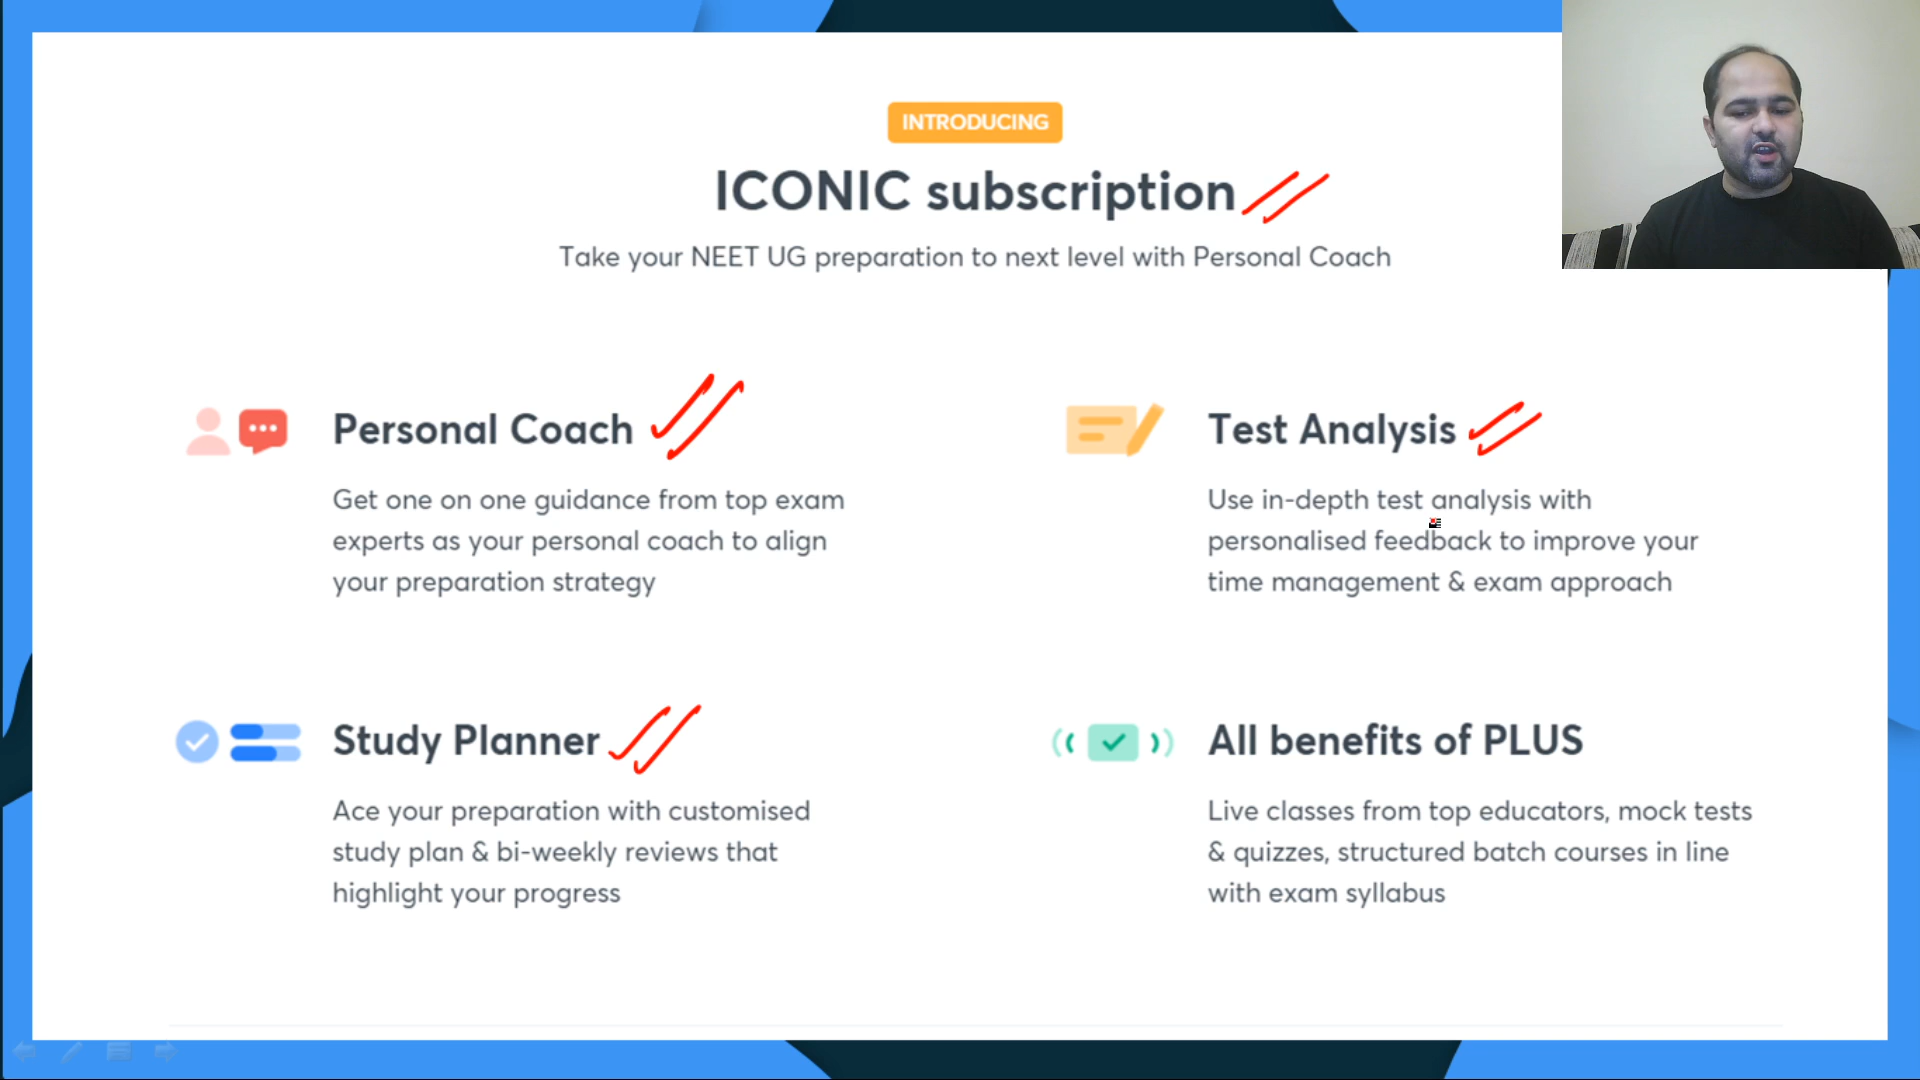 INTRODUCING
ICONIC subscription
Take your NEET UG preparation to next level with Personal Coach
Personal Coach
Get one on one guidance from top exam
experts as your personal coach to align
your preparation strategy
Test Analysis
Use in-depth test analysis with
personalised feedback to improve your
time management & exam approach
Study Planner
Ace your preparation with customised
study plan & bi-weekly reviews that
highlight your progress
All benefits of PLUS
Live classes from top educators, mock tests
& quizzes, structured batch courses in line
with exam syllabus